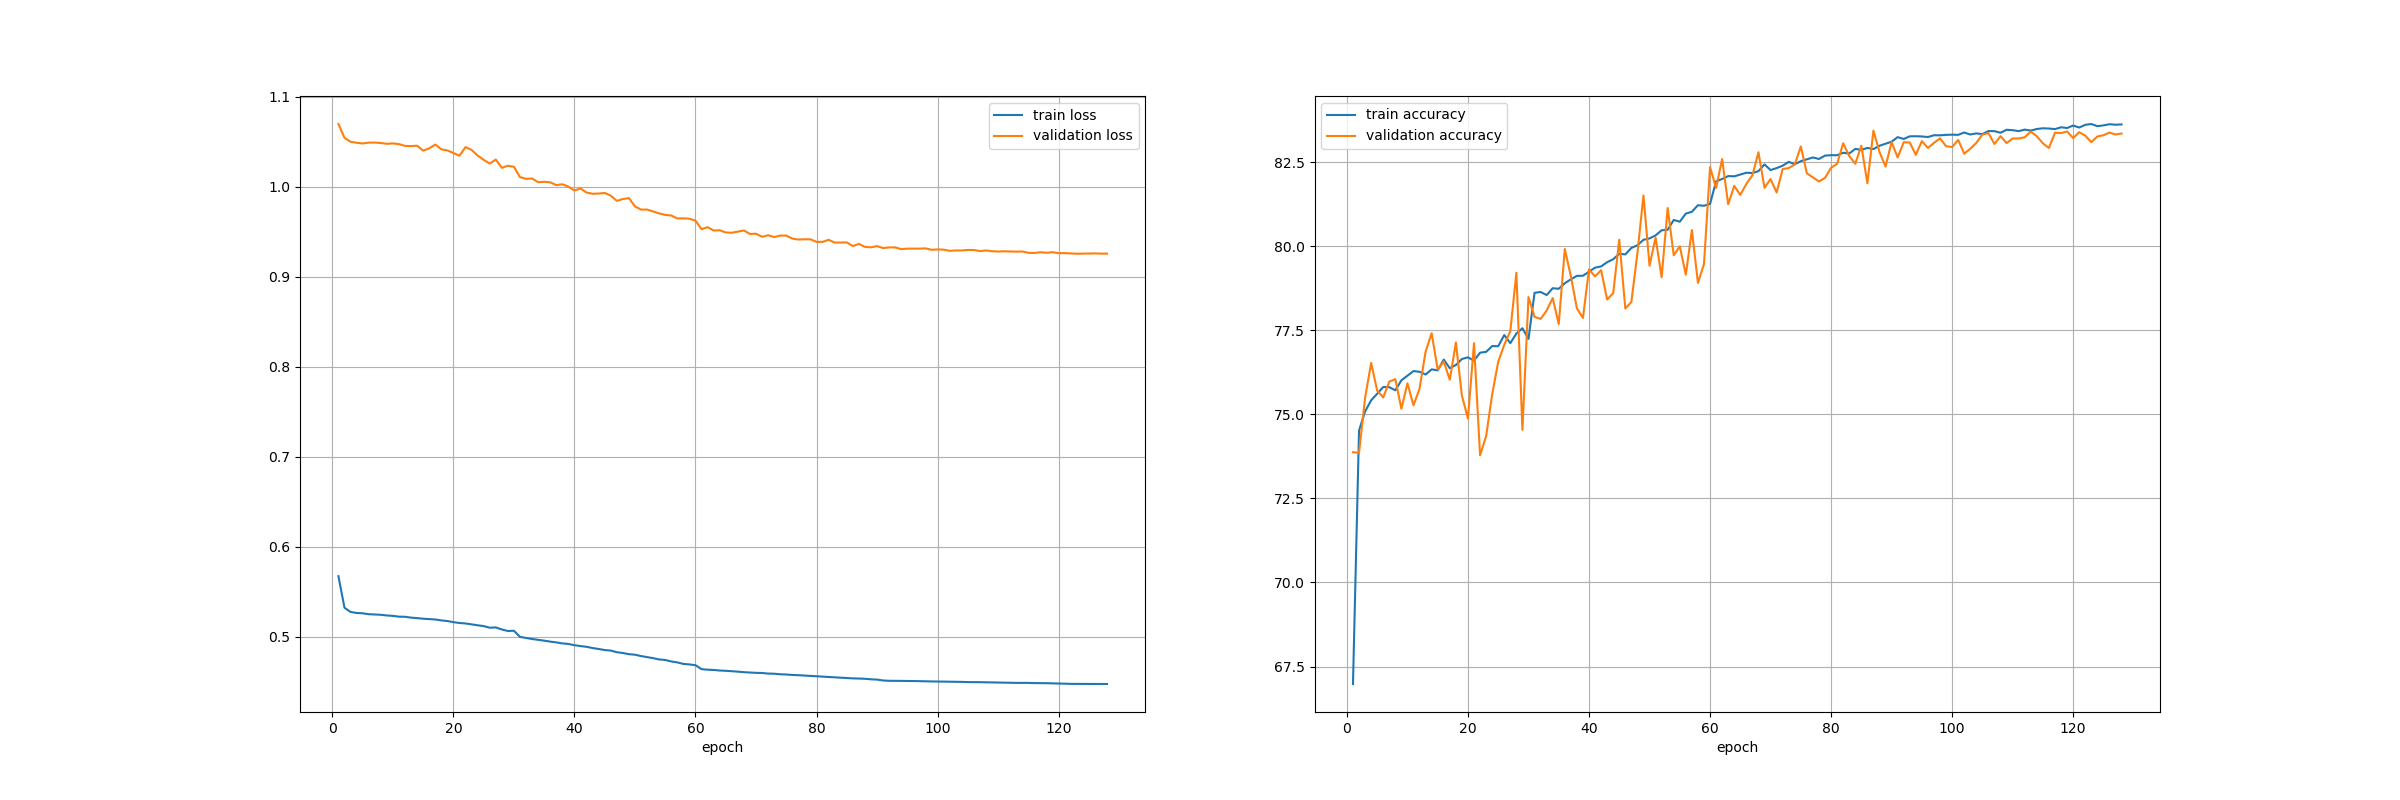 train loss
validation loss
1.1
1.0
0.9
0.8
0.7
0.6
0.5
0 20 40 60 80 100 120
epoch
train accuracy
validation accuracy
82.5
80.0
77.5
75.0
72.5
70.0
67.5
0 20 40 60 80 100 120
epoch